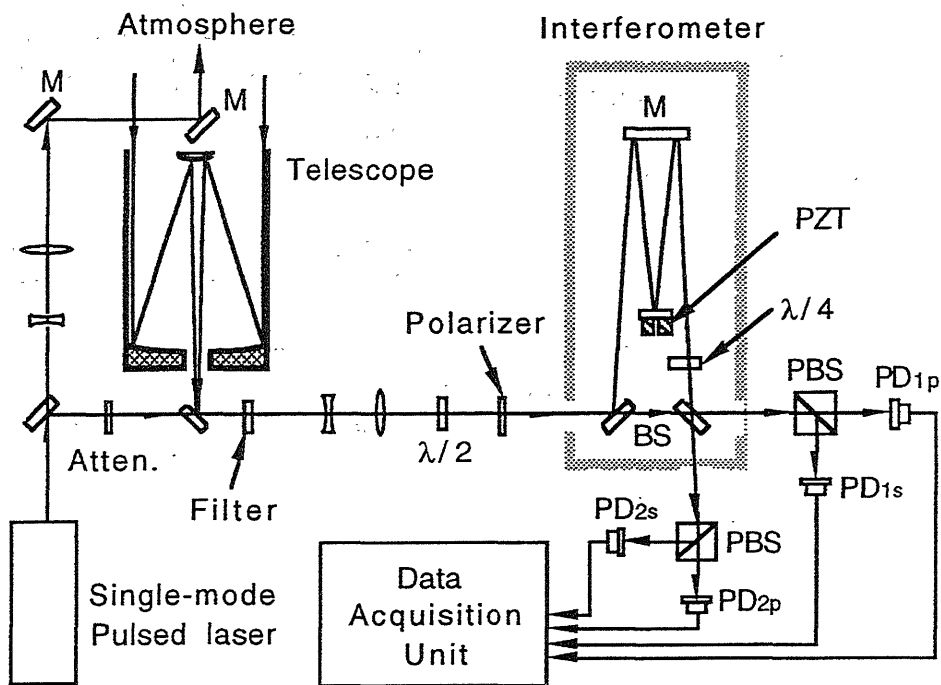 Atmosphere
Interferometer
M
M
M
Telescope
PZT
λ/4
Polarizer
PBS
PD1p
BS
Atten.
λ/2
PD1s
Filter
PD2s
PBS
Single-mode
Pulsed laser
Data
Acquisition
Unit
PD2p